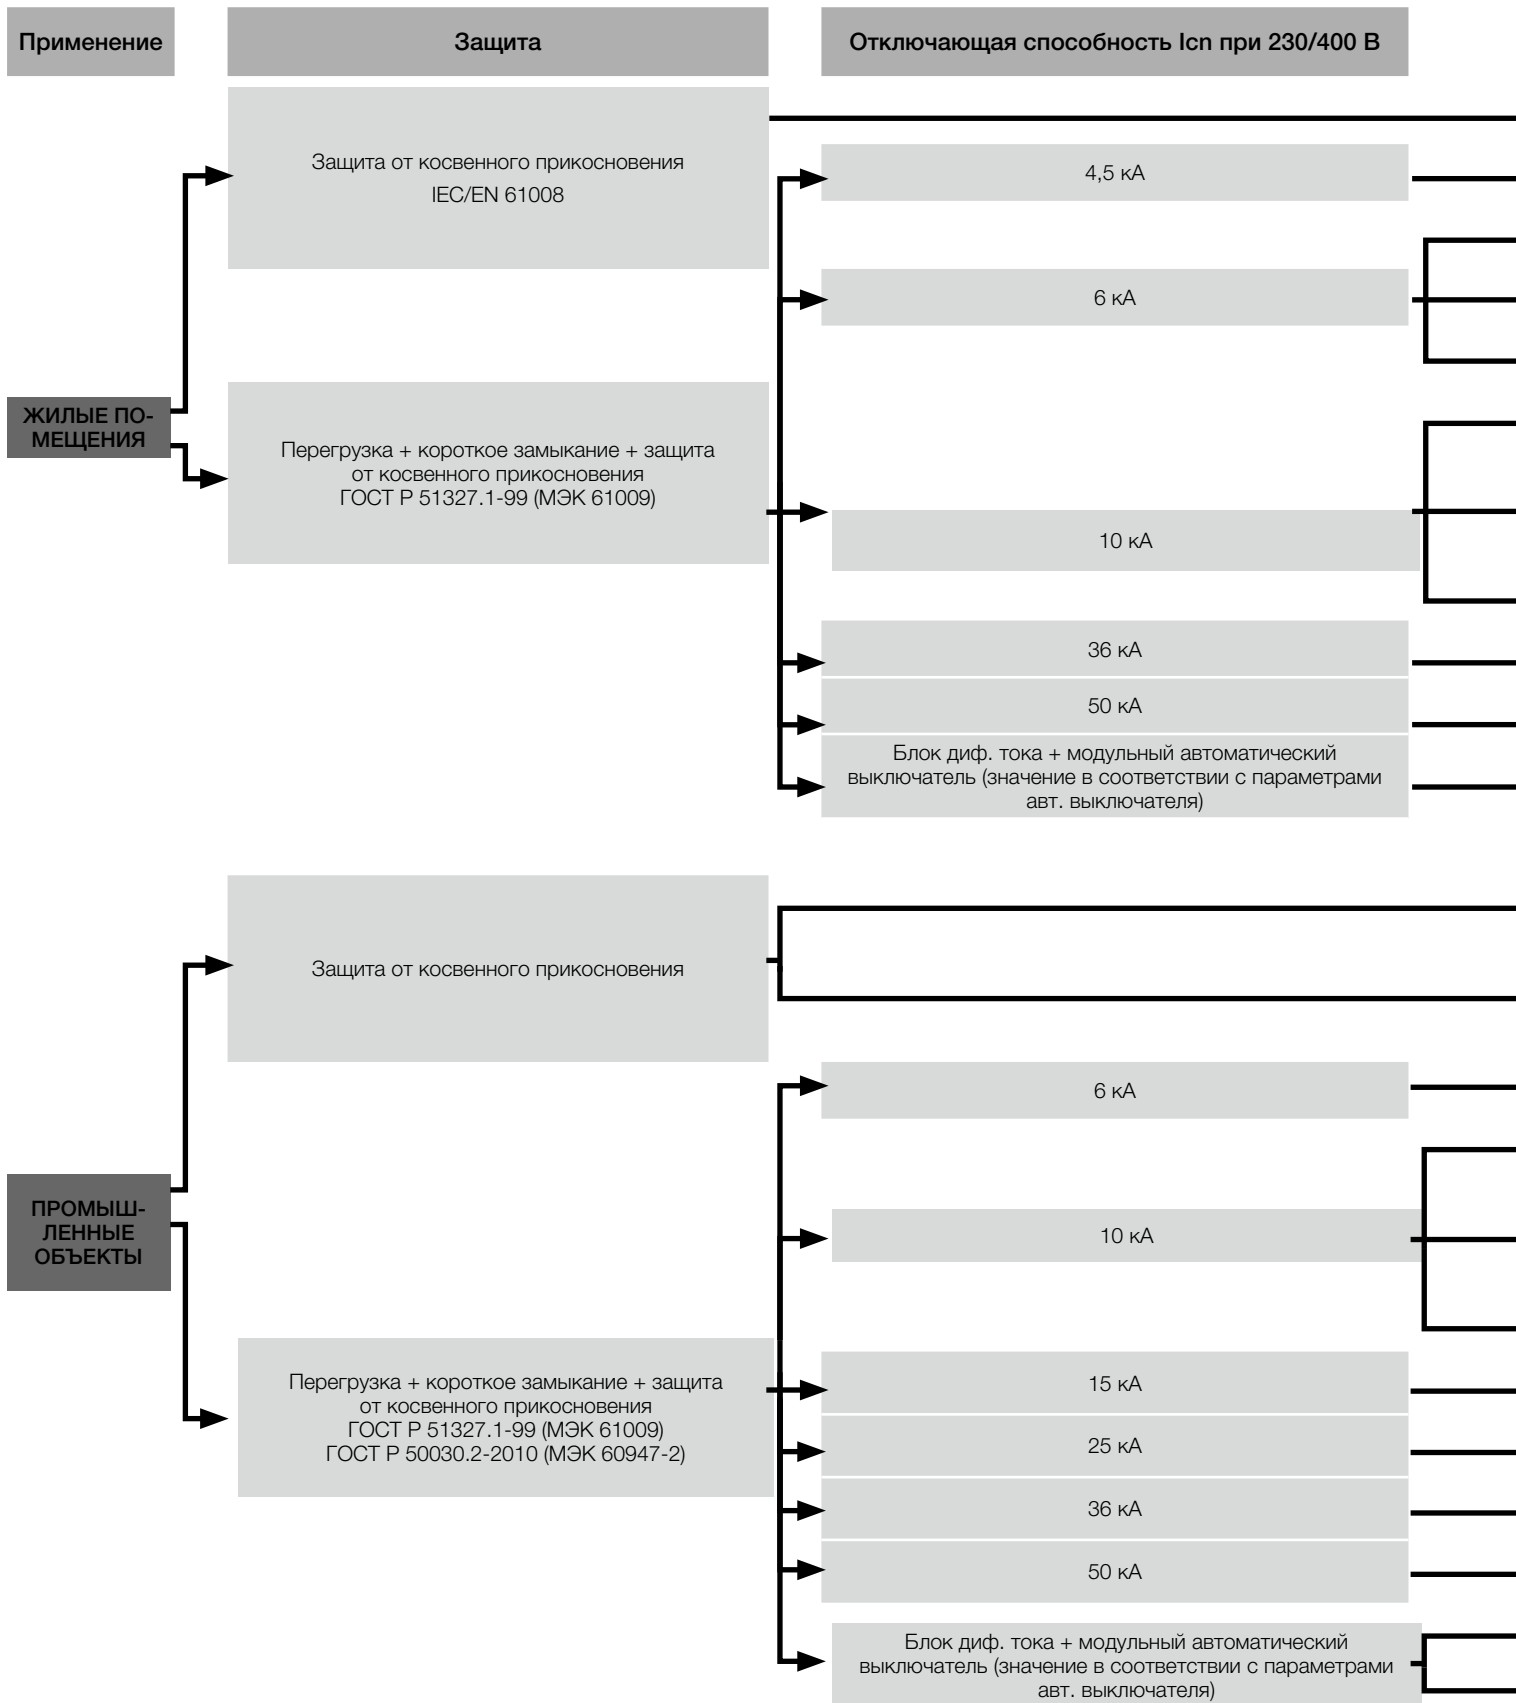 Применение
Защита
Отключающая способность Icn при 230/400 В
Защита от косвенного прикосновения
IEC/EN 61008
4,5 кА
6 кА
ЖИЛЫЕ ПО-
МЕЩЕНИЯ
Перегрузка + короткое замыкание + защита
от косвенного прикосновения
ГОСТ Р 51327.1-99 (МЭК 61009)
10 кА
36 кА
50 кА
Блок диф. тока + модульный автоматический
выключатель (значение в соответствии с параметрами
авт. выключателя)
Защита от косвенного прикосновения
6 кА
ПРОМЫШ-
ЛЕННЫЕ
ОБЪЕКТЫ
10 кА
Перегрузка + короткое замыкание + защита
от косвенного прикосновения
ГОСТ Р 51327.1-99 (МЭК 61009)
ГОСТ Р 50030.2-2010 (МЭК 60947-2)
15 кА
25 кА
36 кА
50 кА
Блок диф. тока + модульный автоматический
выключатель (значение в соответствии с параметрами
авт. выключателя)